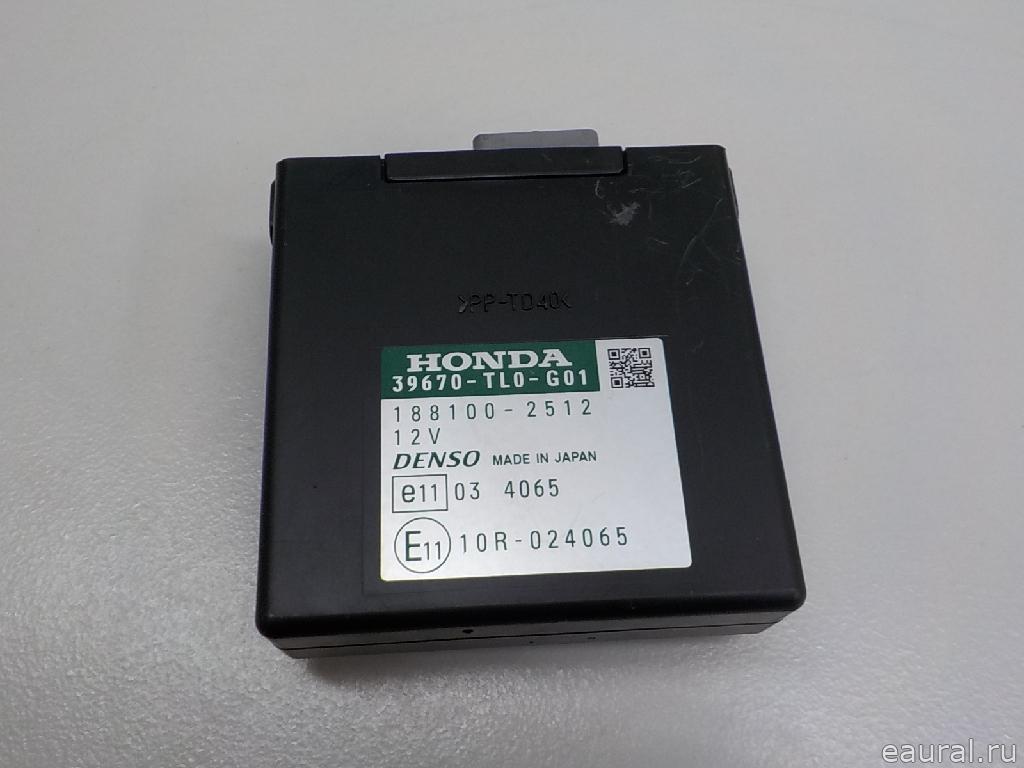 >PP-TD40<
HONDA
39670-TL0-G01
188100-2512
12V
DENSO MADE IN JAPAN
e11 03 4065
E11 10R-024065
eaural.ru